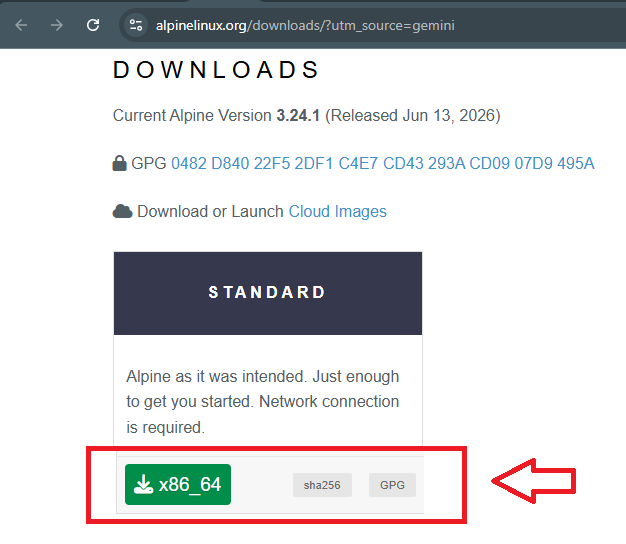 alpinelinux.org/downloads/?utm_source=gemini
DOWNLOADS
Current Alpine Version 3.24.1 (Released Jun 13, 2026)
GPG 0482 D840 22F5 2DF1 C4E7 CD43 293A CD09 07D9 495A
Download or Launch Cloud Images
STANDARD
Alpine as it was intended. Just enough
to get you started. Network connection
is required.
x86_64 sha256 GPG